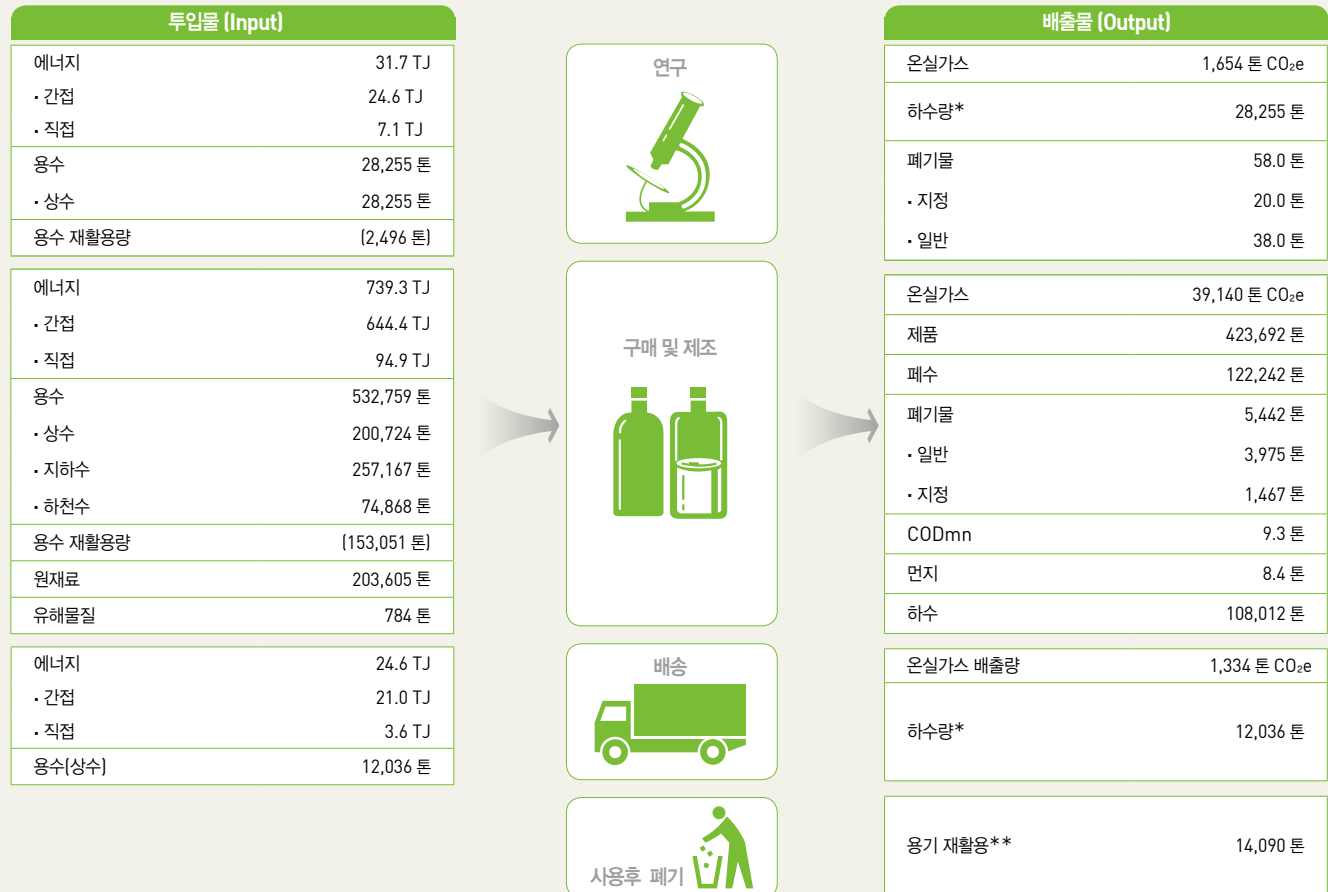 투입물 (Input)
에너지 31.7 TJ
· 간접 24.6 TJ
· 직접 7.1 TJ
용수 28,255 톤
· 상수 28,255 톤
용수 재활용량 (2,496 톤)
에너지 739.3 TJ
· 간접 644.4 TJ
· 직접 94.9 TJ
용수 532,759 톤
· 상수 200,724 톤
· 지하수 257,167 톤
· 하천수 74,868 톤
용수 재활용량 (153,051 톤)
원재료 203,605 톤
유해물질 784 톤
에너지 24.6 TJ
· 간접 21.0 TJ
· 직접 3.6 TJ
용수(상수) 12,036 톤
연구
구매 및 제조
배송
사용후 폐기
배출물 (Output)
온실가스 1,654 톤 CO₂e
하수량* 28,255 톤
폐기물 58.0 톤
· 지정 20.0 톤
· 일반 38.0 톤
온실가스 39,140 톤 CO₂e
제품 423,692 톤
페수 122,242 톤
폐기물 5,442 톤
· 일반 3,975 톤
· 지정 1,467 톤
CODmn 9.3 톤
먼지 8.4 톤
하수 108,012 톤
온실가스 배출량 1,334 톤 CO₂e
하수량* 12,036 톤
용기 재활용** 14,090 톤